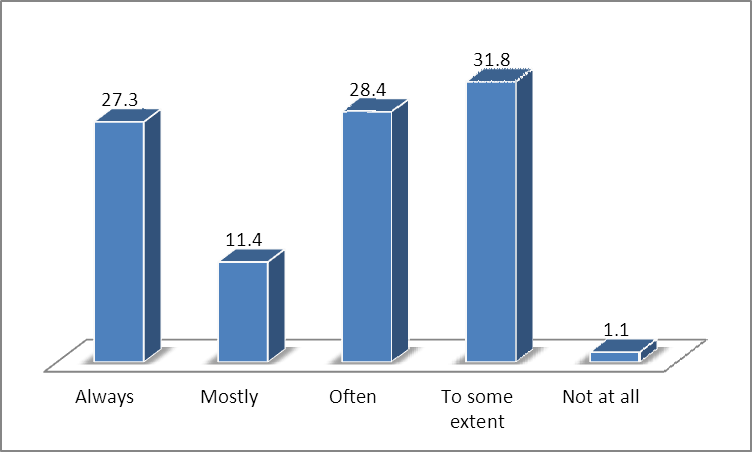 31.8
28.4
27.3
11.4
1.1
Always
Mostly
Often
To some
extent
Not at all